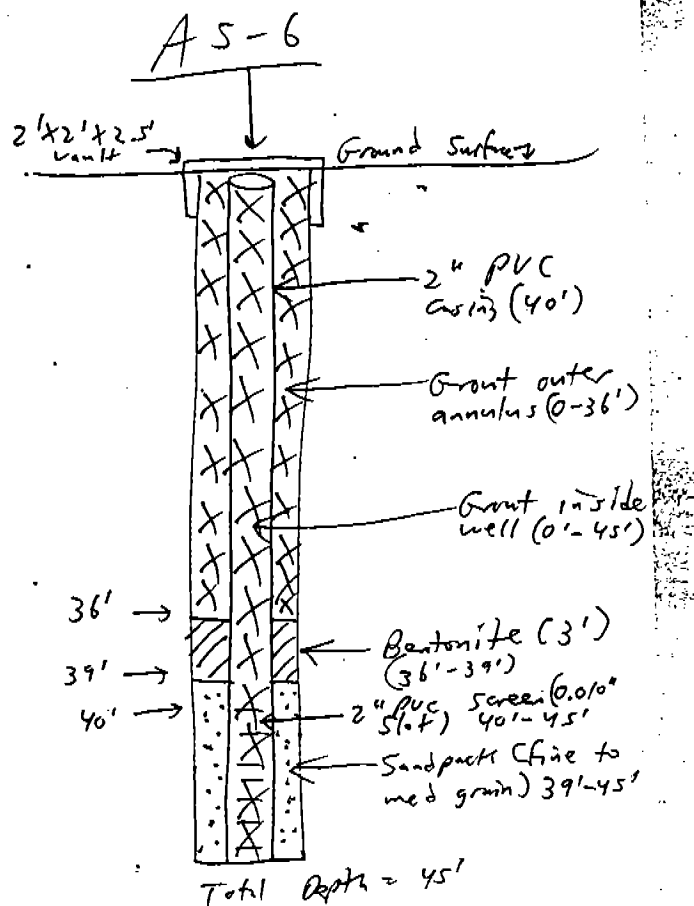 AS-6
2'X2'X2.5'
vault
Ground Surface
2" PVC
casing (40')
Grout outer
annulus (0-36')
Grout inside
well (0'-45')
36'
Bentonite (3')
(36'-39')
39'
2" PVC screen (0.010"
slot) 40'-45'
40'
Sandpack (fine to
med grain) 39'-45'
Total Depth = 45'